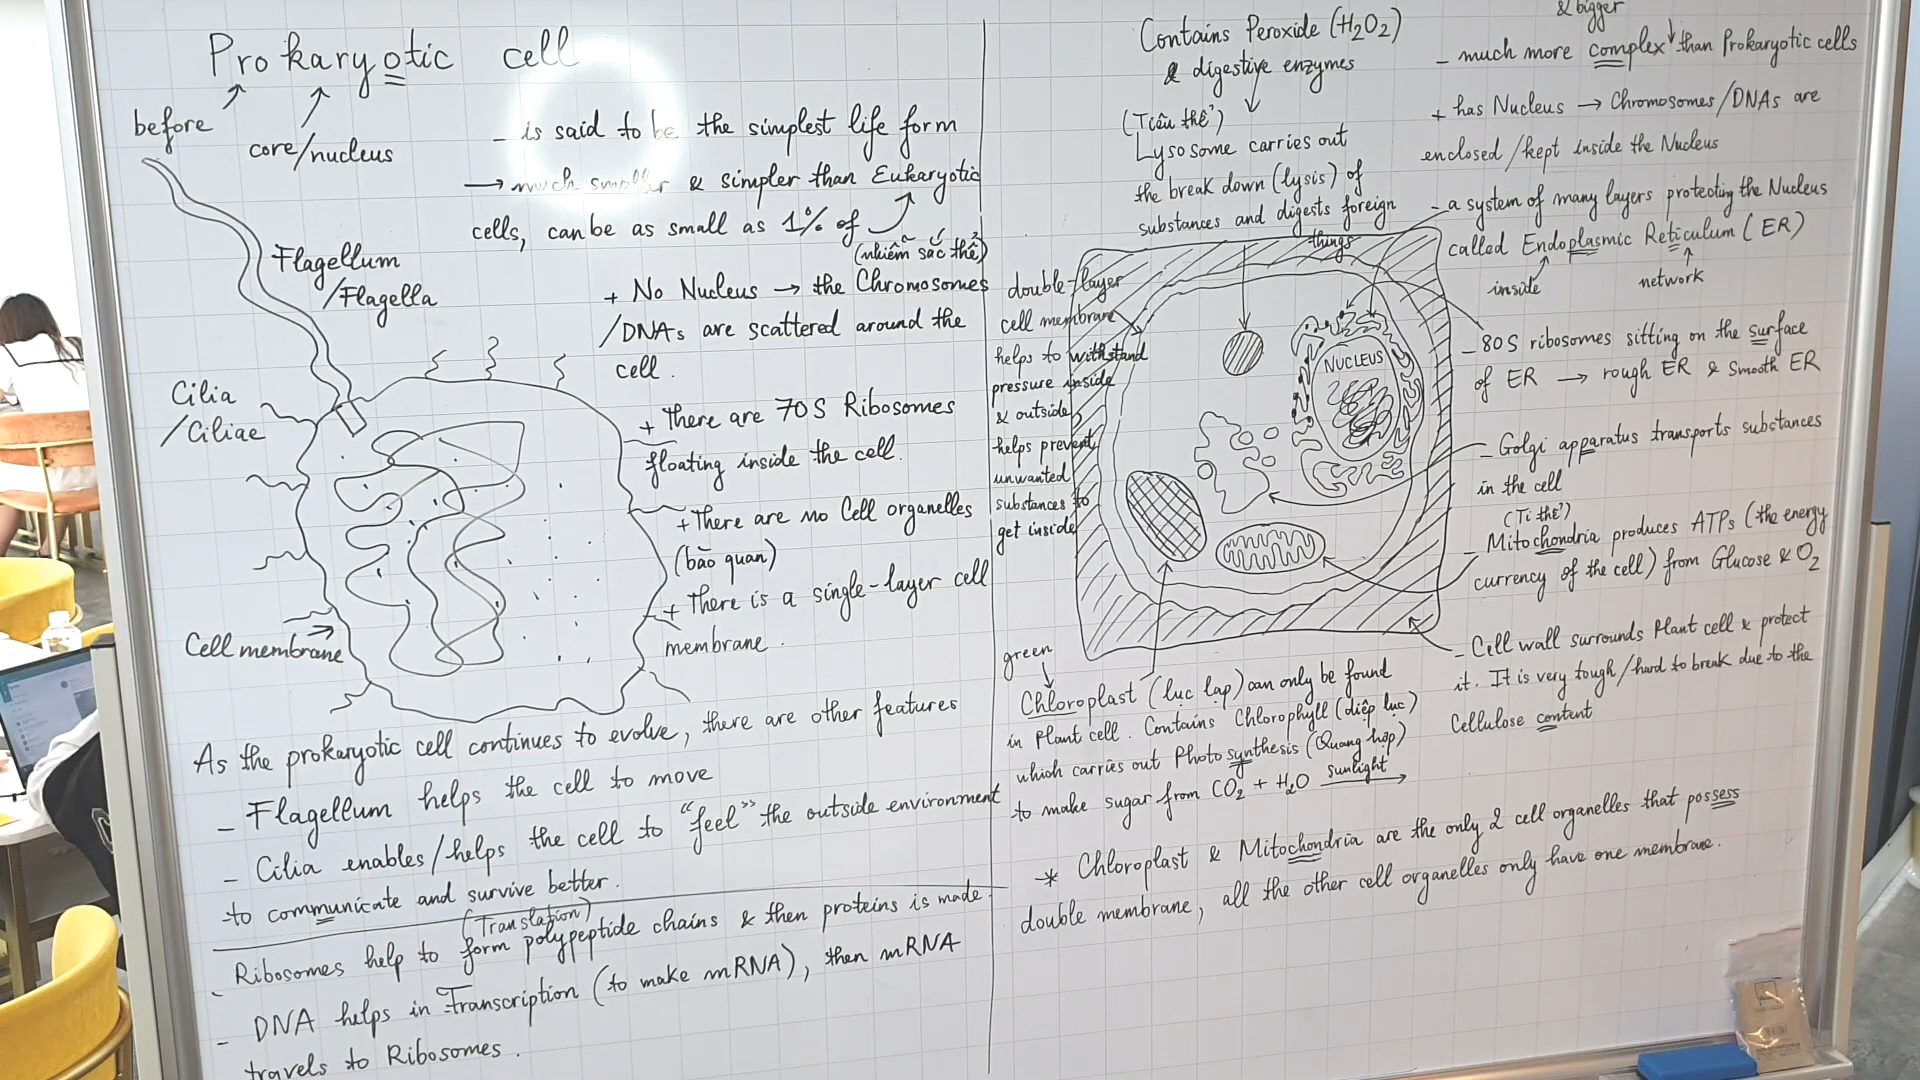 Prokaryotic cell
before
core/nucleus
_ is said to be the simplest life form
→ much smaller & simpler than Eukaryotic
cells, can be as small as 1% of
(nhiễm sắc thể)
Flagellum
/Flagella
+ No Nucleus → the Chromosomes
/DNAs are scattered around the
cell.
Cilia
/Ciliae
+ There are 70S Ribosomes
floating inside the cell.
+ There are no Cell organelles
(bào quan)
+ There is a single-layer cell
membrane.
Cell membrane
As the prokaryotic cell continues to evolve, there are other features
_ Flagellum helps the cell to move
_ Cilia enables/helps the cell to "feel" the outside environment
to communicate and survive better.
(Translation)
- Ribosomes help to form polypeptide chains & then proteins is made.
- DNA helps in Transcription (to make mRNA), then mRNA
travels to Ribosomes.
Contains Peroxide (H2O2)
& digestive enzymes
(Tiêu thể)
Lysosome carries out
the break down (lysis) of
substances and digests foreign
things
double-layer
cell membrane
helps to withstand
pressure inside
& outside,
helps prevent
unwanted
substances to
get inside
NUCLEUS
green
Chloroplast (lục lạp) can only be found
in Plant cell. Contains Chlorophyll (diệp lục)
which carries out Photosynthesis (Quang hợp)
to make sugar from CO2 + H2O sunlight →
* Chloroplast & Mitochondria are the only 2 cell organelles that possess
double membrane, all the other cell organelles only have one membrane.
& bigger
_ much more complex than Prokaryotic cells
+ has Nucleus → Chromosomes/DNAs are
enclosed/kept inside the Nucleus
_ a system of many layers protecting the Nucleus
called Endoplasmic Reticulum (ER)
inside
network
_ 80S ribosomes sitting on the surface
of ER → rough ER & Smooth ER
_ Golgi apparatus transports substances
in the cell
(Ti thể)
_ Mitochondria produces ATPs (the energy
currency of the cell) from Glucose & O2
_ Cell wall surrounds Plant cell & protect
it. It is very tough/hard to break due to the
Cellulose content